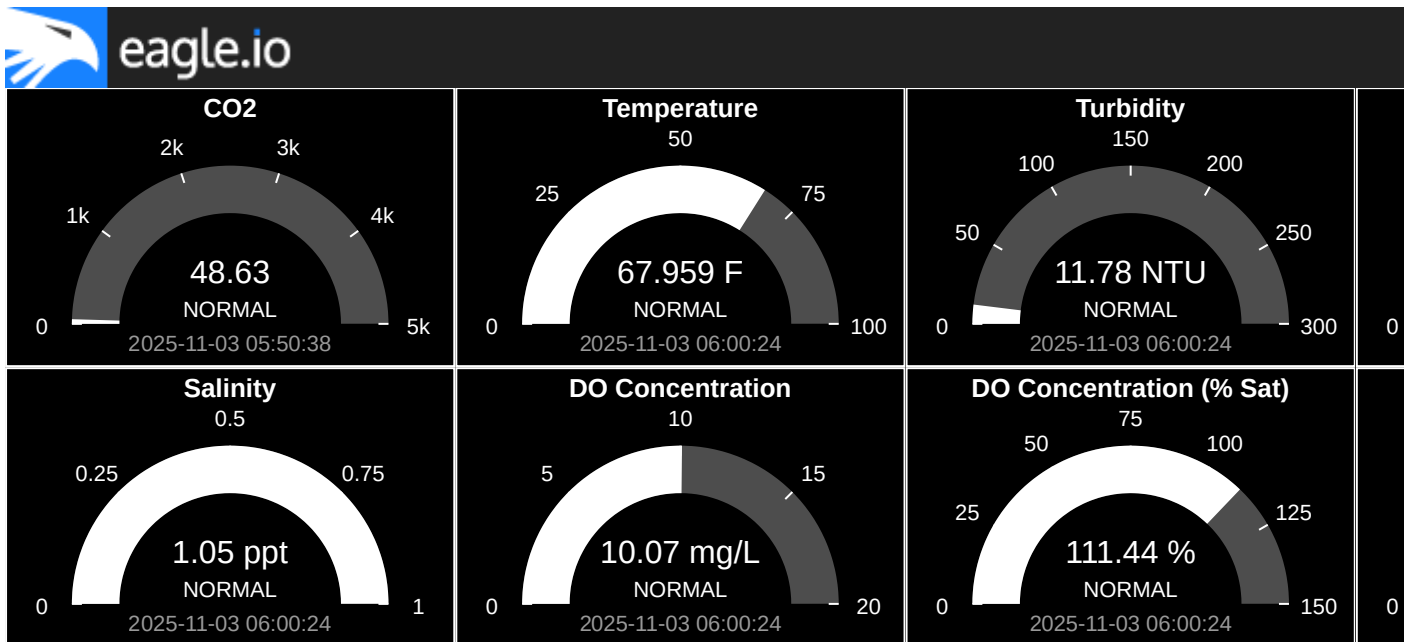 eagle.io
CO2
2k 3k
1k 4k
48.63
NORMAL
0 5k
2025-11-03 05:50:38
Temperature
50
25 75
67.959 F
NORMAL
0 100
2025-11-03 06:00:24
Turbidity
150
100 200
50 250
11.78 NTU
NORMAL
0 300
2025-11-03 06:00:24
0
Salinity
0.5
0.25 0.75
1.05 ppt
NORMAL
0 1
2025-11-03 06:00:24
DO Concentration
10
5 15
10.07 mg/L
NORMAL
0 20
2025-11-03 06:00:24
DO Concentration (% Sat)
75
50 100
25 125
111.44 %
NORMAL
0 150
2025-11-03 06:00:24
0